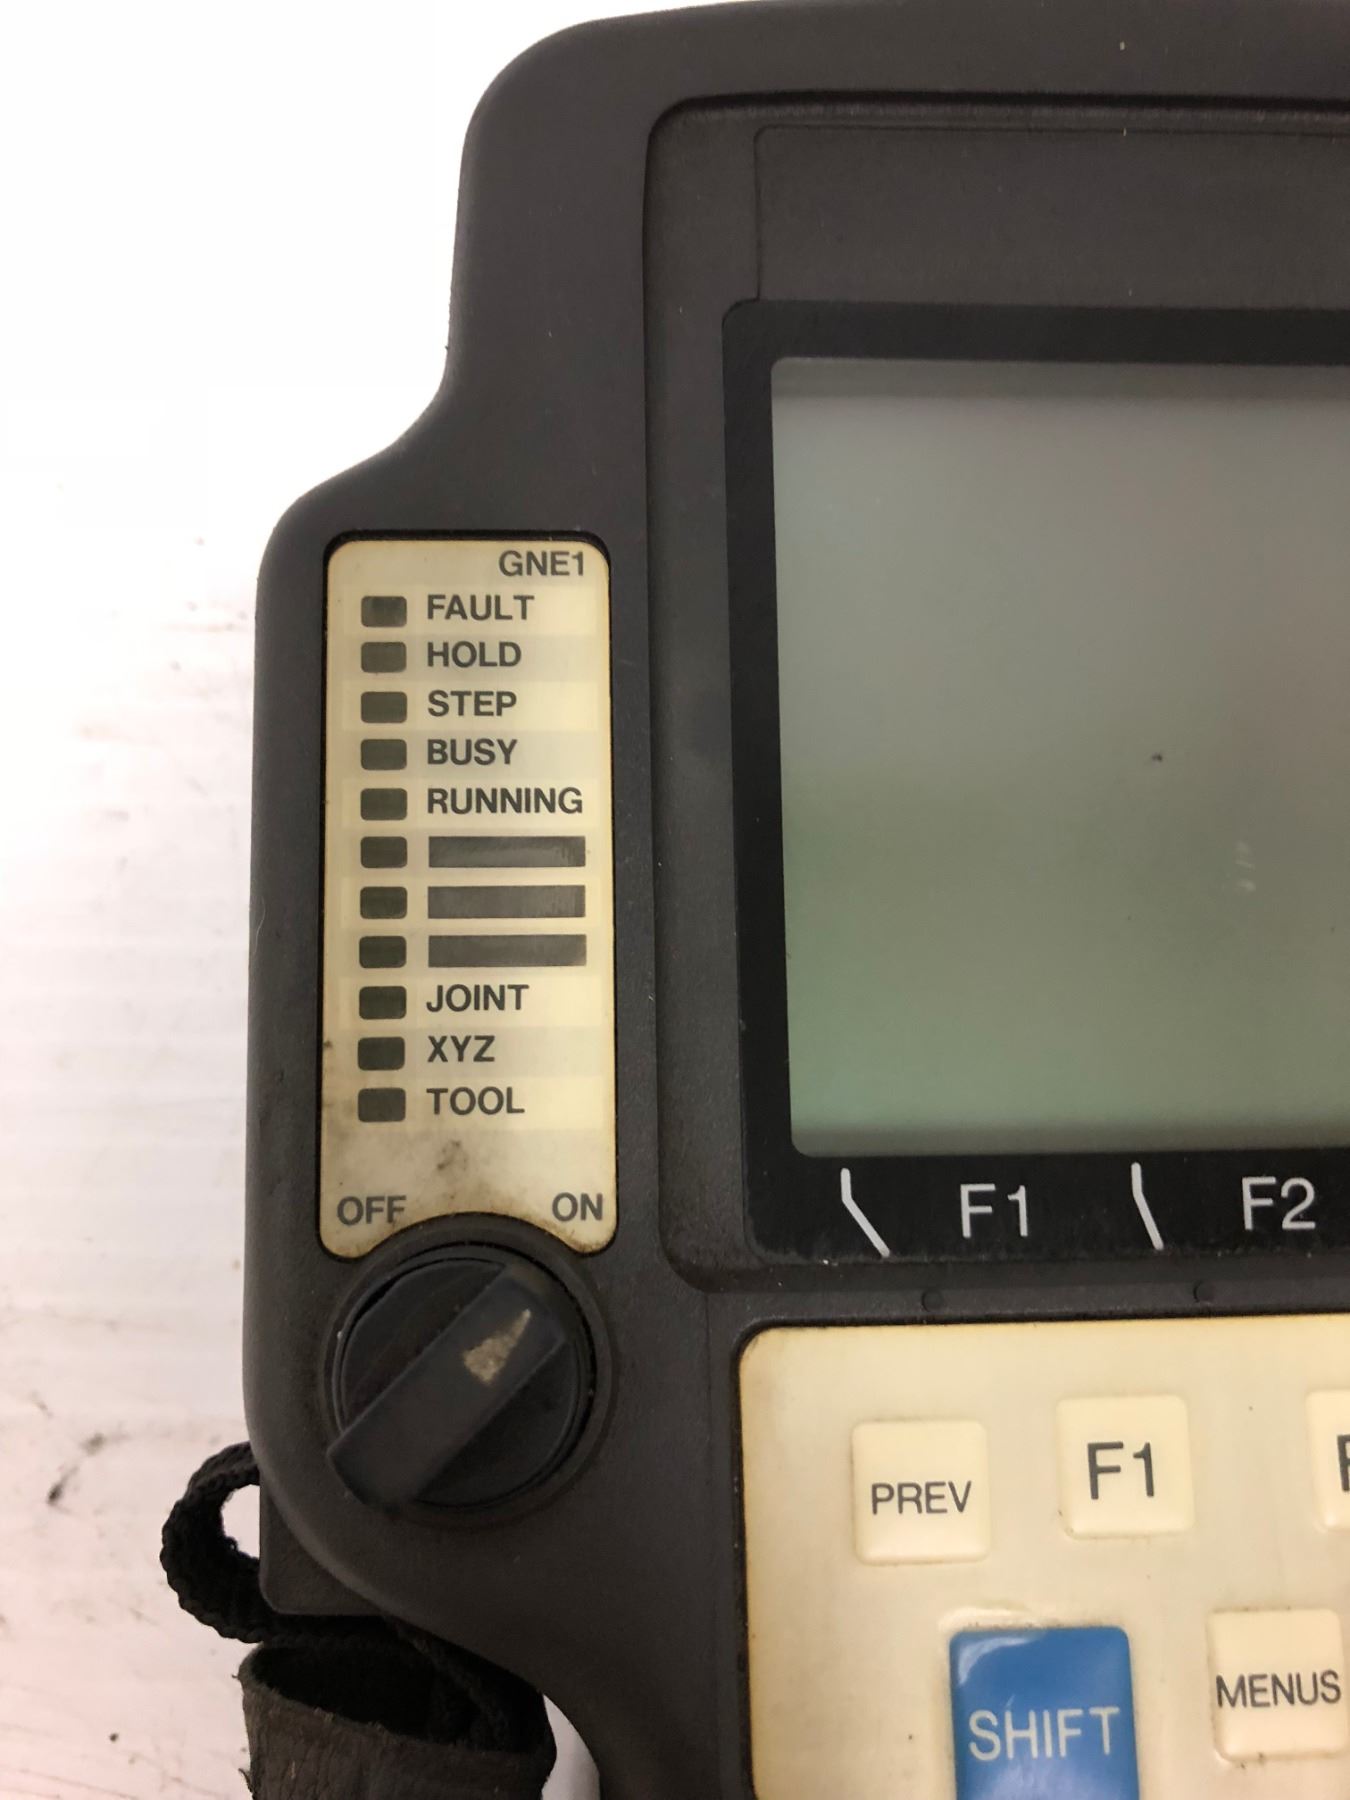 GNE1
FAULT
HOLD
STEP
BUSY
RUNNING
JOINT
XYZ
TOOL
OFF ON
F1 F2
PREV F1
SHIFT MENUS